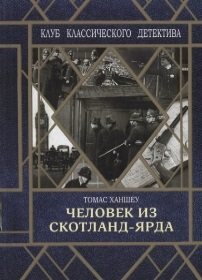 КЛУБ КЛАССИЧЕСКОГО ДЕТЕКТИВА
ТОМАС ХАНШЕУ
ЧЕЛОВЕК ИЗ
СКОТЛАНД-ЯРДА